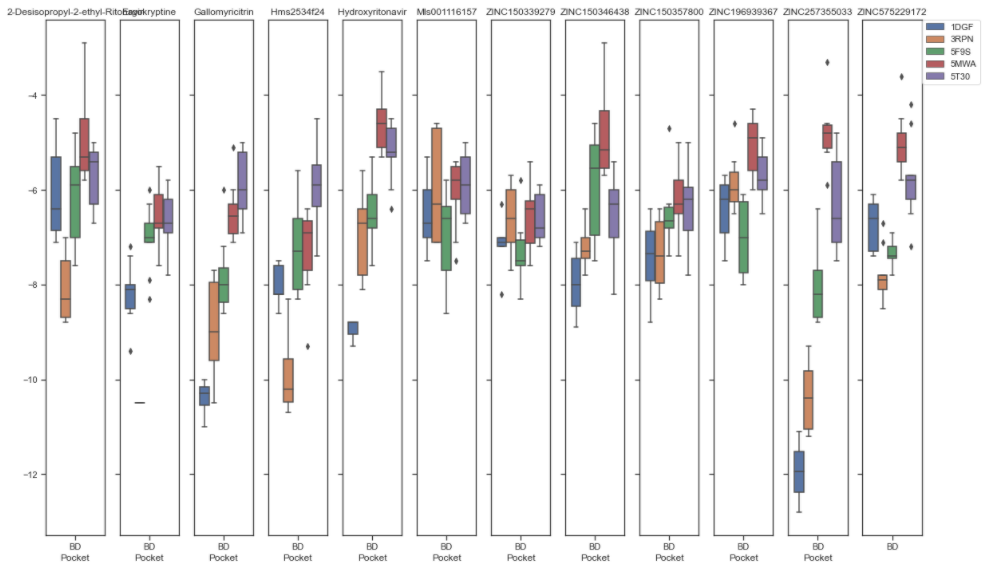 2-Desisopropyl-2-ethyl-Ritonavir
Ergokryptine
Gallomyricitrin
Hms2534f24
Hydroxyritonavir
Mls001116157
ZINC150339279
ZINC150346438
ZINC150357800
ZINC196939367
ZINC257355033
ZINC575229172
1DGF
3RPN
5F9S
5MWA
5T30
−4
−6
−8
−10
−12
BD BD BD BD BD BD BD BD BD BD BD BD
Pocket Pocket Pocket Pocket Pocket Pocket Pocket Pocket Pocket Pocket Pocket